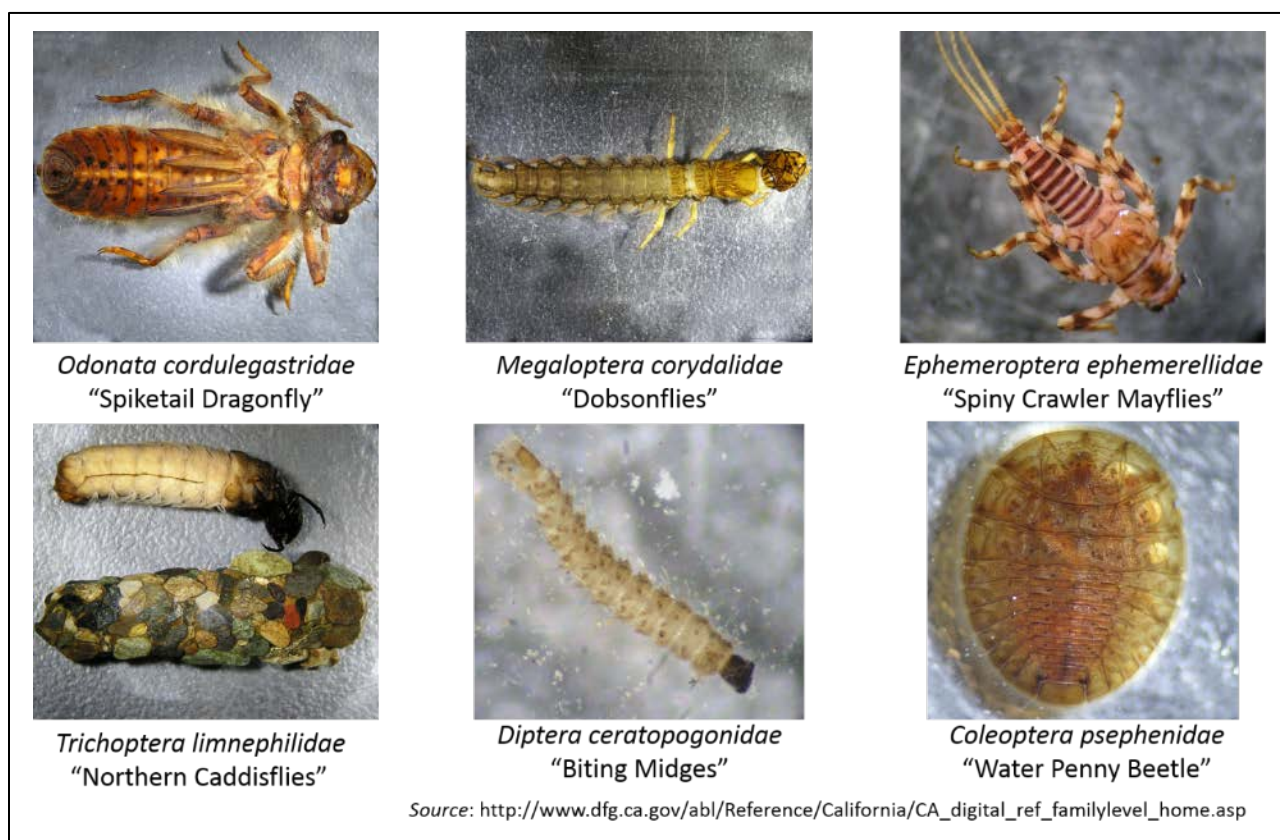 Odonata cordulegastridae
"Spiketail Dragonfly"
Megaloptera corydalidae
"Dobsonflies"
Ephemeroptera ephemerellidae
"Spiny Crawler Mayflies"
Trichoptera limnephilidae
"Northern Caddisflies"
Diptera ceratopogonidae
"Biting Midges"
Coleoptera psephenidae
"Water Penny Beetle"
Source: http://www.dfg.ca.gov/abl/Reference/California/CA_digital_ref_familylevel_home.asp